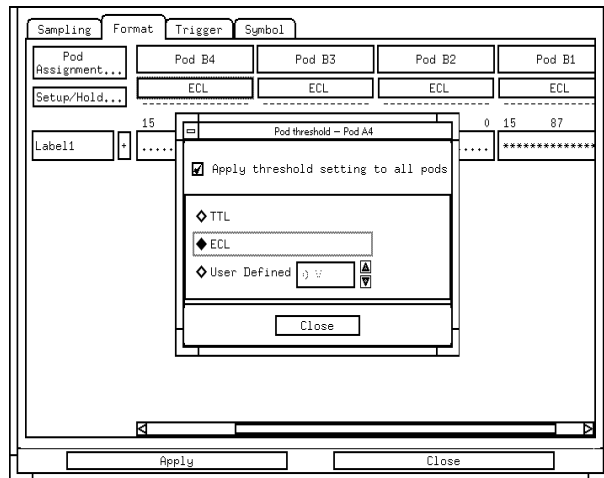 Sampling Format Trigger Symbol
Pod Assignment... Pod B4 Pod B3 Pod B2 Pod B1
Setup/Hold... ECL ECL ECL ECL
15 0 15 87
Label1 + ..... .... **************
Pod threshold — Pod A4
Apply threshold setting to all pods
TTL
ECL
User Defined 0 V
Close
Apply Close